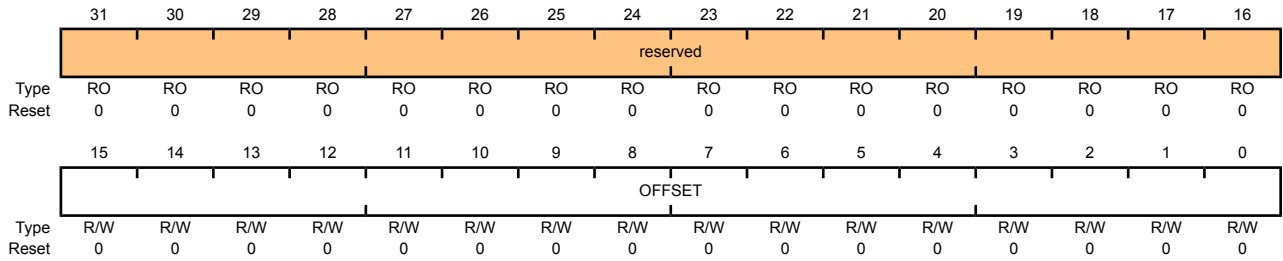 31 30 29 28 27 26 25 24 23 22 21 20 19 18 17 16
reserved
Type RO RO RO RO RO RO RO RO RO RO RO RO RO RO RO RO
Reset 0 0 0 0 0 0 0 0 0 0 0 0 0 0 0 0
15 14 13 12 11 10 9 8 7 6 5 4 3 2 1 0
OFFSET
Type R/W R/W R/W R/W R/W R/W R/W R/W R/W R/W R/W R/W R/W R/W R/W R/W
Reset 0 0 0 0 0 0 0 0 0 0 0 0 0 0 0 0